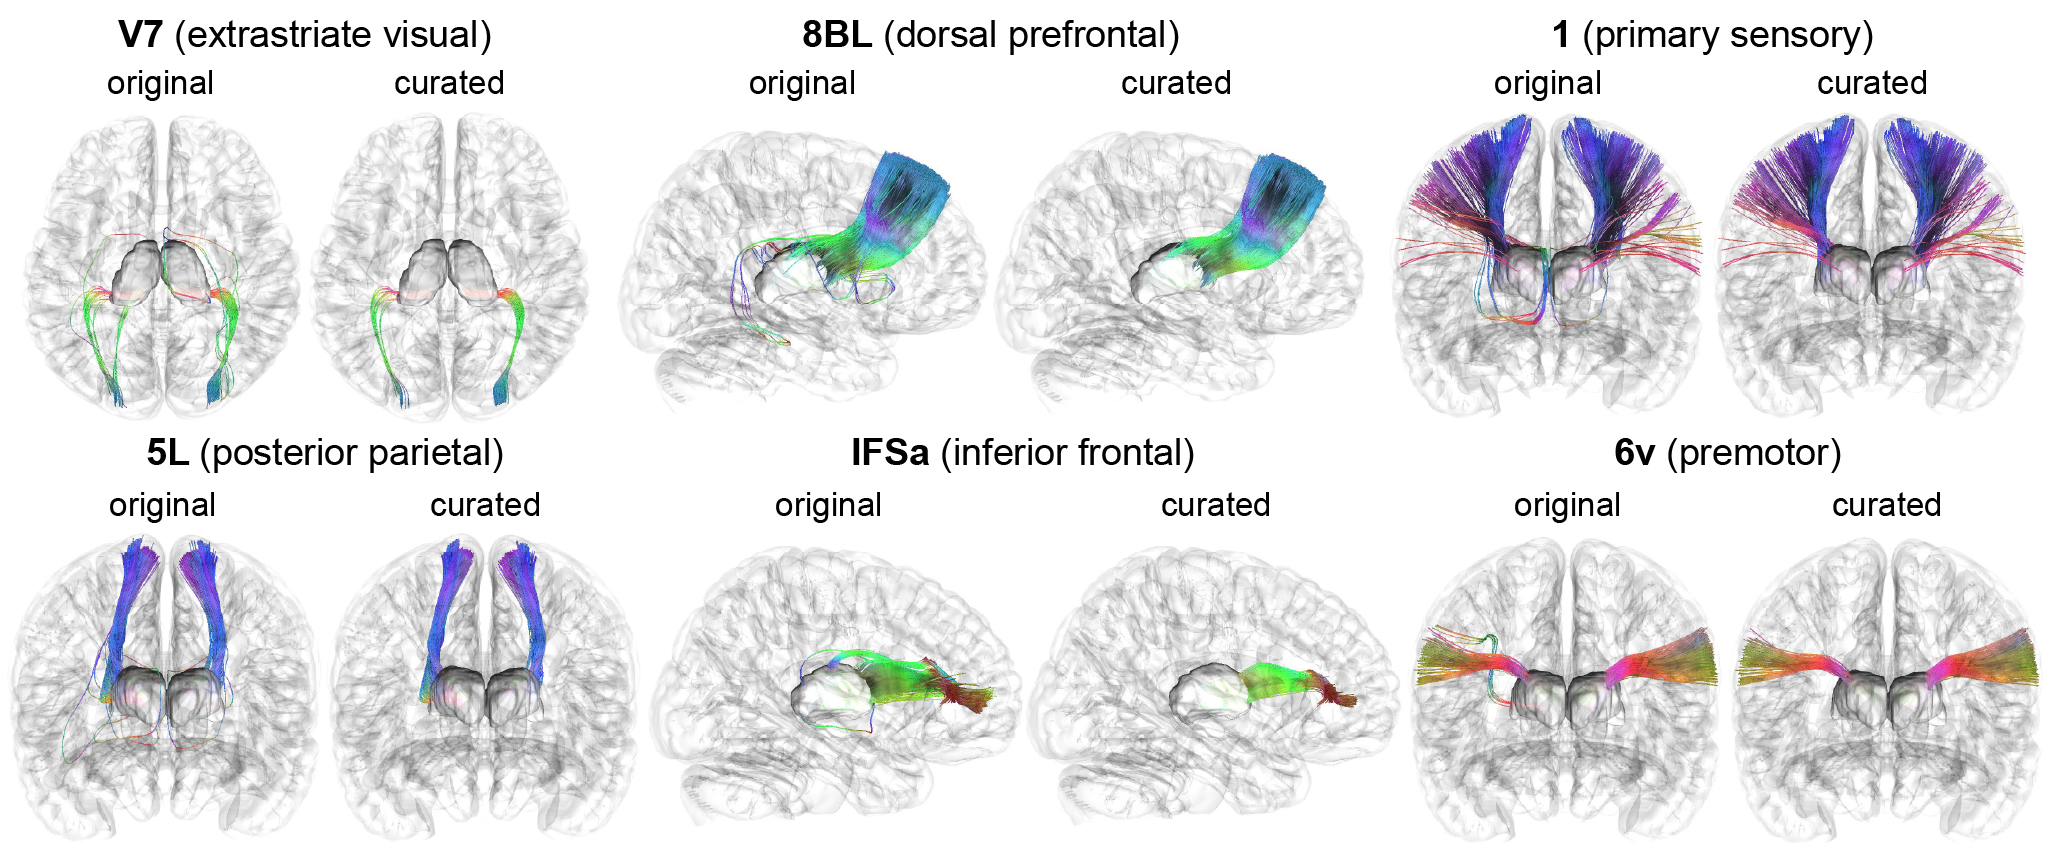 V7 (extrastriate visual)
original curated
8BL (dorsal prefrontal)
original curated
1 (primary sensory)
original curated
5L (posterior parietal)
original curated
IFSa (inferior frontal)
original curated
6v (premotor)
original curated